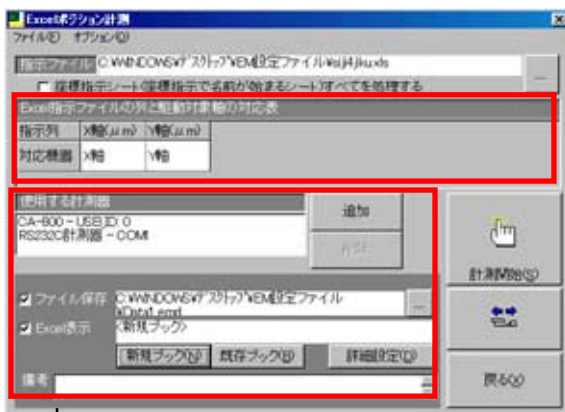 Excelポジション計測
ファイル(F) オプション(O)
指示ファイル C:¥WINDOWS¥デスクトップ¥EM設定ファイル¥siji4jiku.xls
座標指示シート(座標指示で名前が始まるシート)すべてを処理する
Excel指示ファイルの列と駆動対象軸の対応表
指示列 X軸(μm) Y軸(μm)
対応機器 X軸 Y軸
使用する計測器
追加
CA-800 - USB ID: 0
RS232C計測器 - COM
削除
計測開始(S)
ファイル保存 C:¥WINDOWS¥デスクトップ¥EM設定ファイル
¥Data1.emd
Excel表示 <新規ブック>
新規ブック(N) 既存ブック(B) 詳細設定(D)
備考
戻る(X)